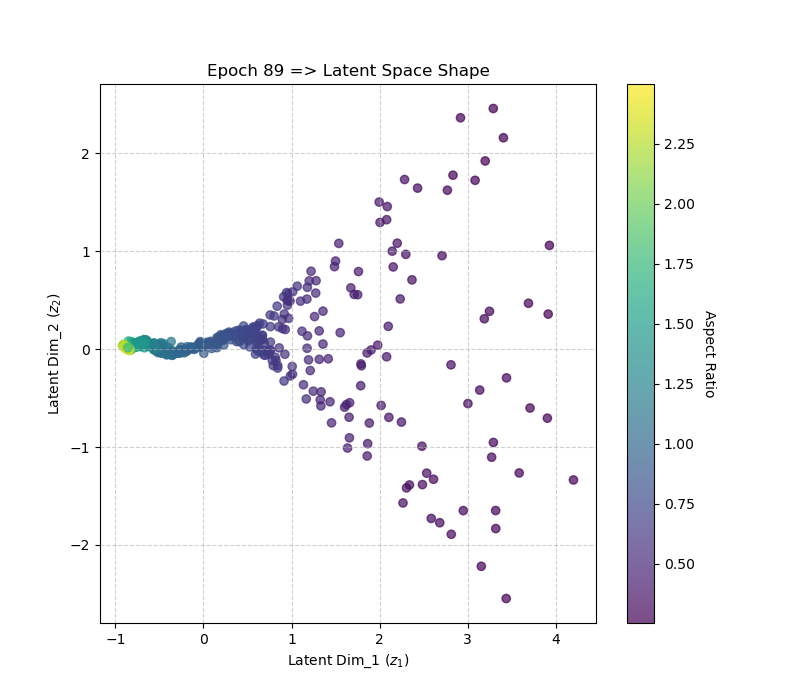 Epoch 89 => Latent Space Shape
2
1
0
−1
−2
Latent Dim_2 (z₂)
−1 0 1 2 3 4
Latent Dim_1 (z₁)
2.25
2.00
1.75
1.50
1.25
1.00
0.75
0.50
Aspect Ratio